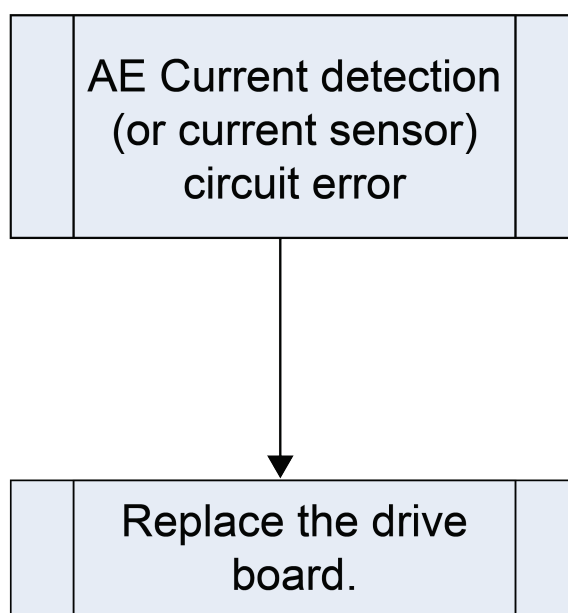 AE Current detection
(or current sensor)
circuit error
Replace the drive
board.